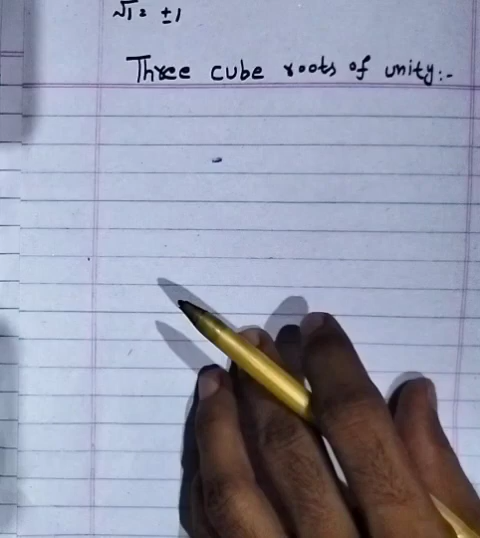 √1 = ±1
Three cube roots of unity:-
-